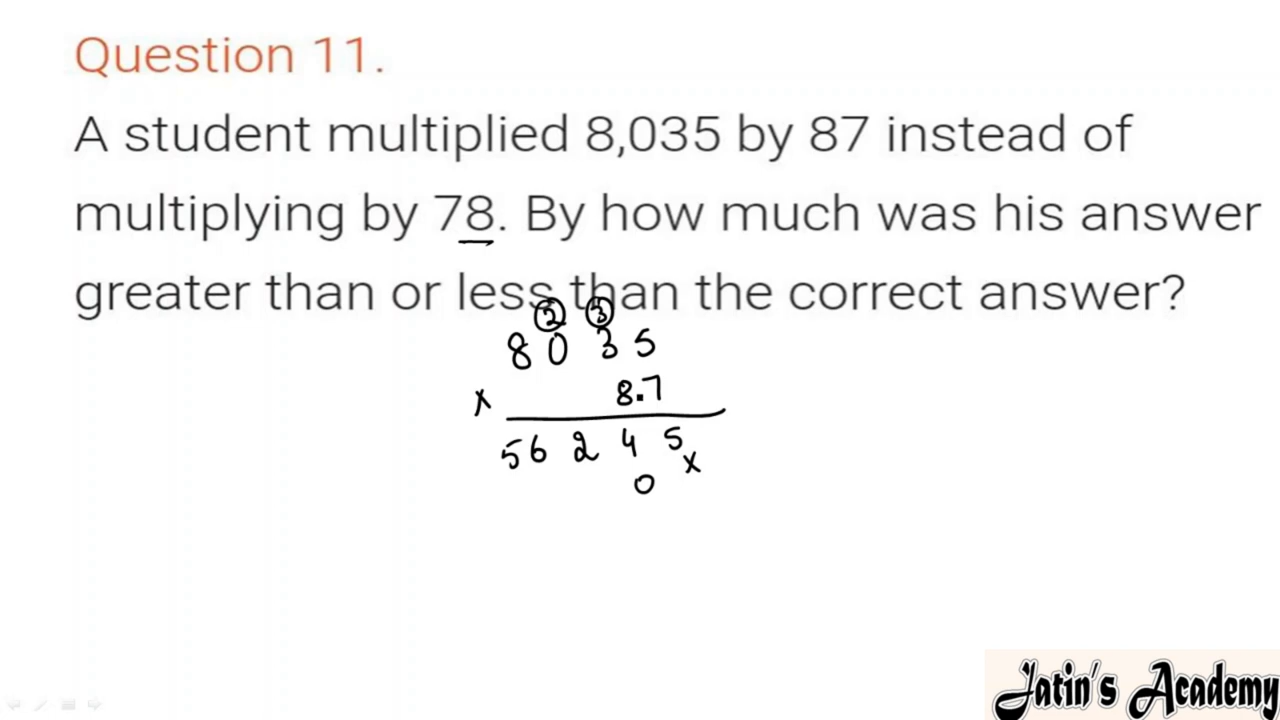 Question 11.
A student multiplied 8,035 by 87 instead of
multiplying by 78. By how much was his answer
greater than or less than the correct answer?
2 3
8 0 3 5
x 8.7
5 6 2 4 5
0 x
Jatin's Academy